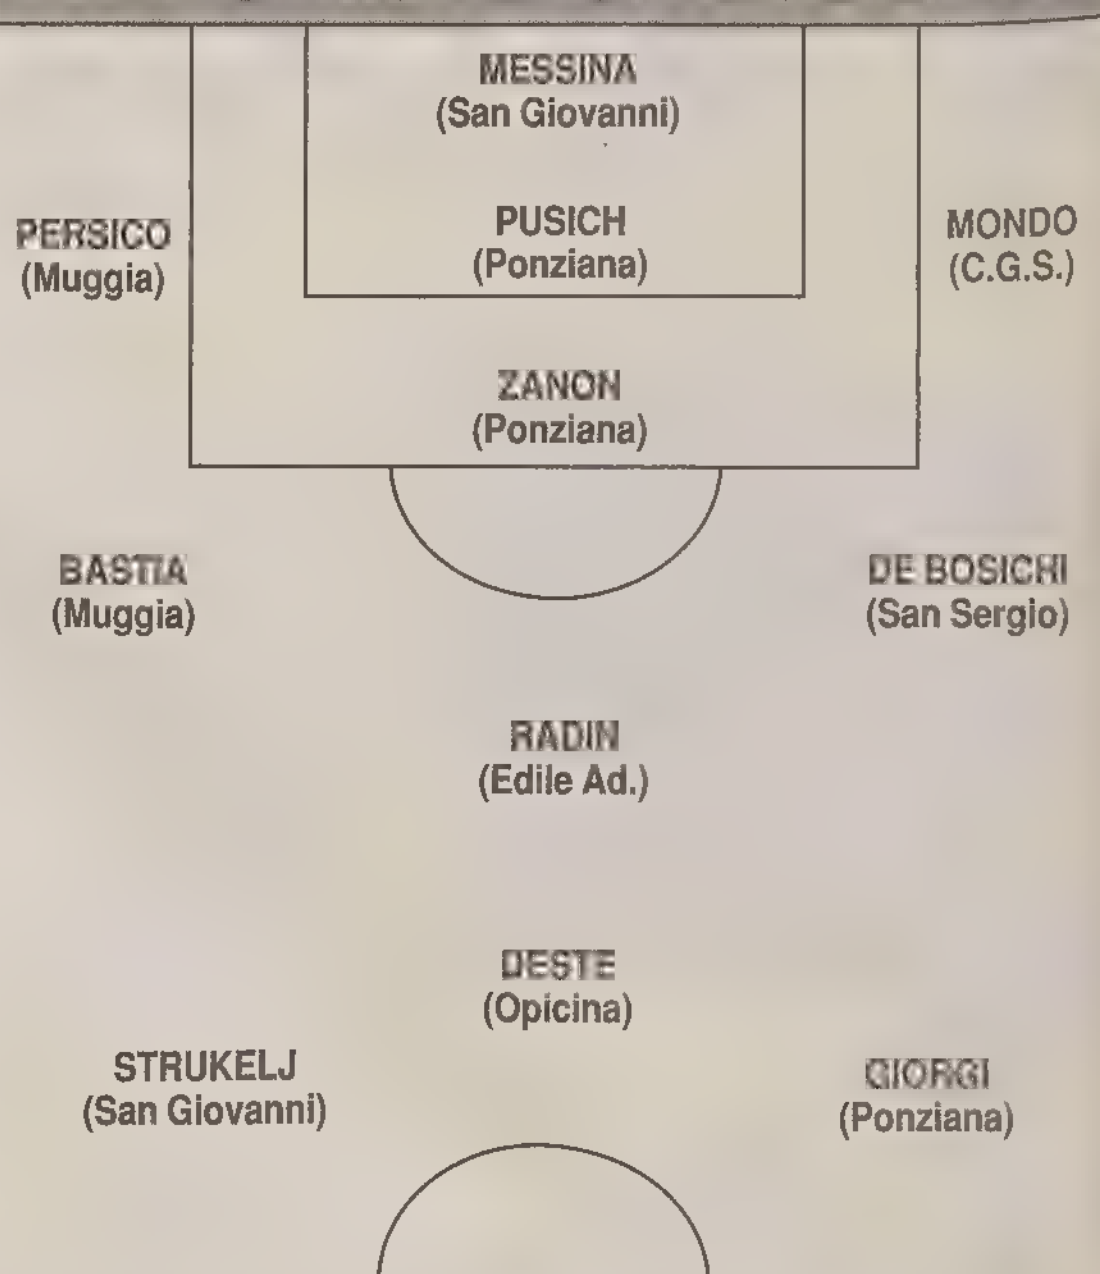 MESSINA
(San Giovanni)
PERSICO
(Muggia)
PUSICH
(Ponziana)
MONDO
(C.G.S.)
ZANON
(Ponziana)
BASTIA
(Muggia)
DE BOSICHI
(San Sergio)
RADIN
(Edile Ad.)
DESTE
(Opicina)
STRUKELJ
(San Giovanni)
GIORGI
(Ponziana)